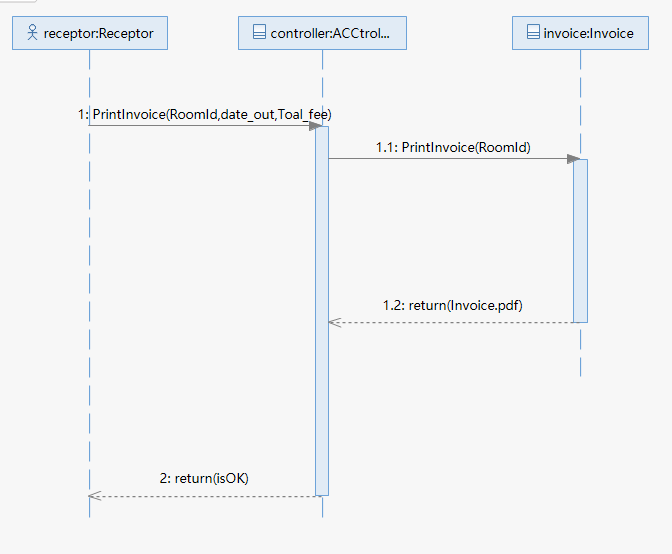 receptor:Receptor
controller:ACCtrol...
invoice:Invoice
1: PrintInvoice(RoomId,date_out,Toal_fee)
1.1: PrintInvoice(RoomId)
1.2: return(Invoice.pdf)
2: return(isOK)